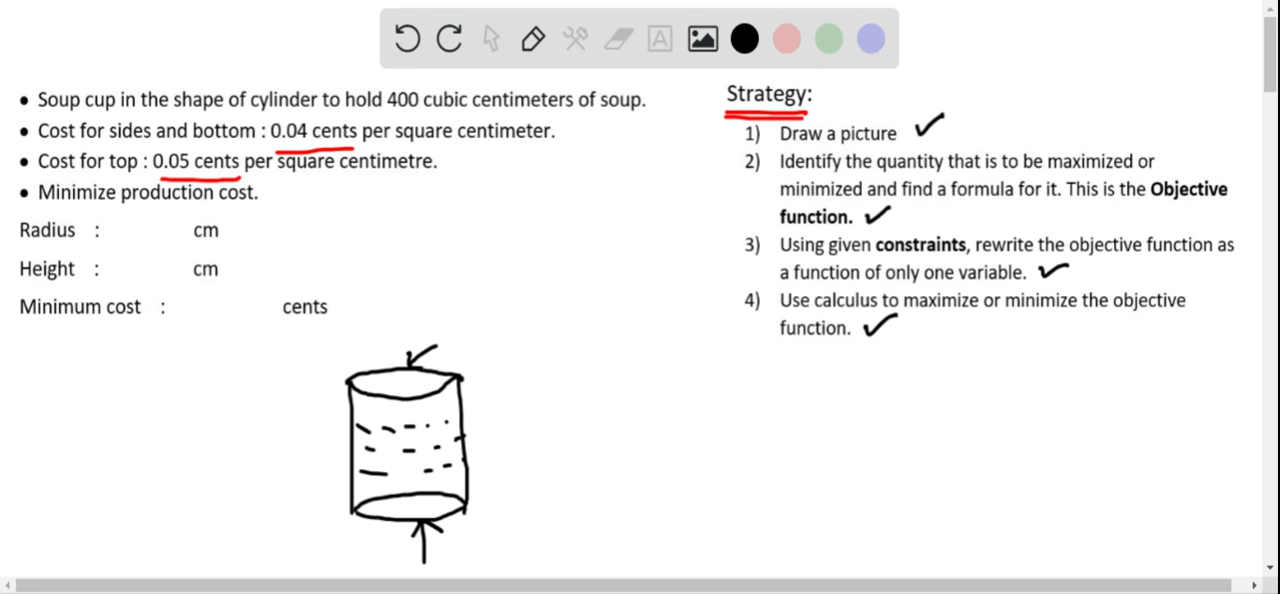 A
• Soup cup in the shape of cylinder to hold 400 cubic centimeters of soup.
• Cost for sides and bottom : 0.04 cents per square centimeter.
• Cost for top : 0.05 cents per square centimetre.
• Minimize production cost.
Radius : cm
Height : cm
Minimum cost : cents
Strategy:
1) Draw a picture
2) Identify the quantity that is to be maximized or
minimized and find a formula for it. This is the Objective
function.
3) Using given constraints, rewrite the objective function as
a function of only one variable.
4) Use calculus to maximize or minimize the objective
function.